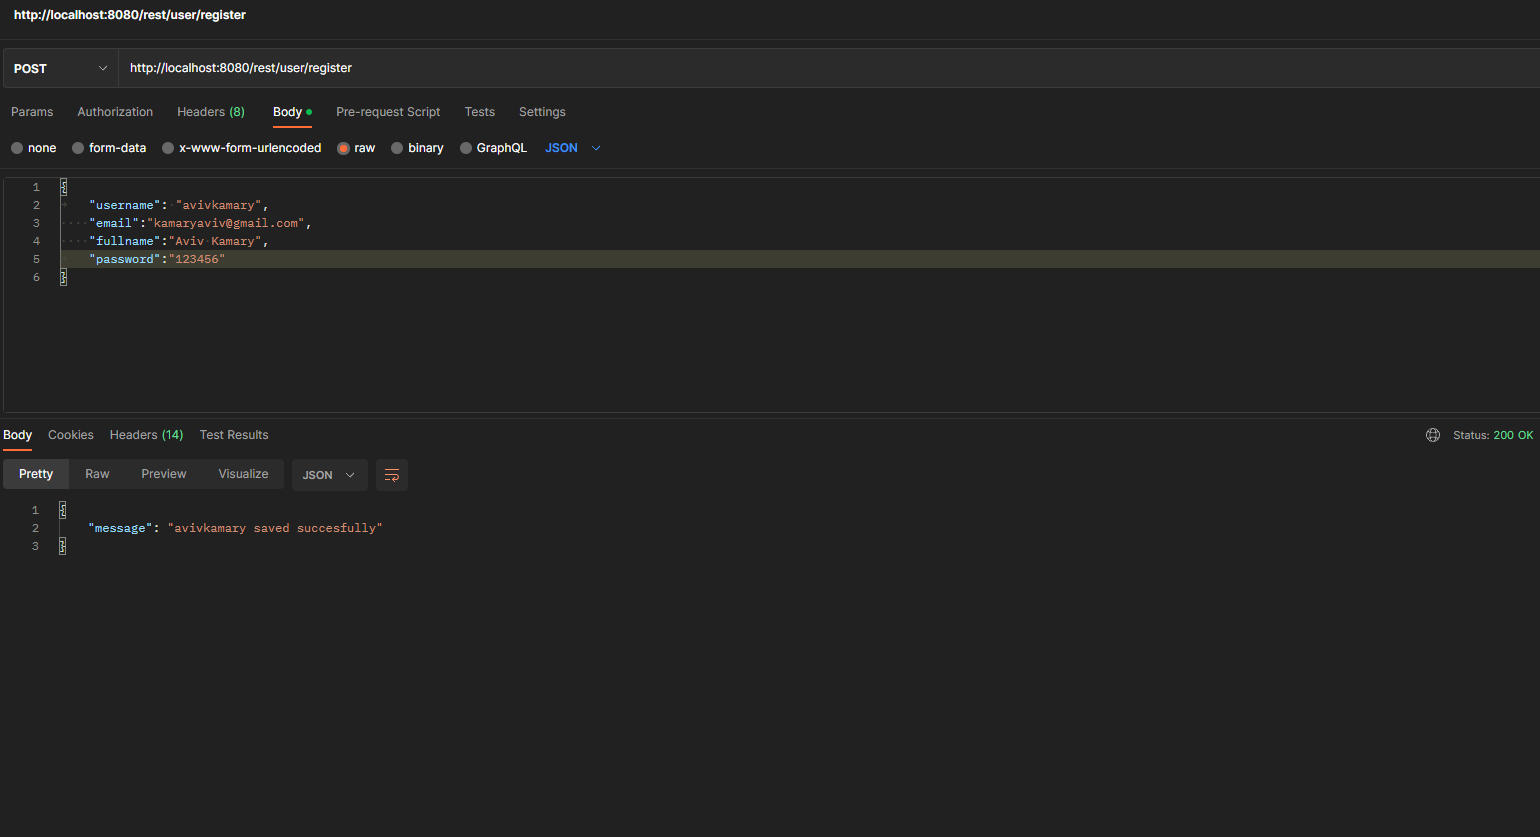 http://localhost:8080/rest/user/register
POST http://localhost:8080/rest/user/register
Params Authorization Headers (8) Body Pre-request Script Tests Settings
none form-data x-www-form-urlencoded raw binary GraphQL JSON
1 {
2 "username": "avivkamary",
3 "email":"kamaryaviv@gmail.com",
4 "fullname":"Aviv Kamary",
5 "password":"123456"
6 }
Body Cookies Headers (14) Test Results Status: 200 OK
Pretty Raw Preview Visualize JSON
1 {
2 "message": "avivkamary saved succesfully"
3 }